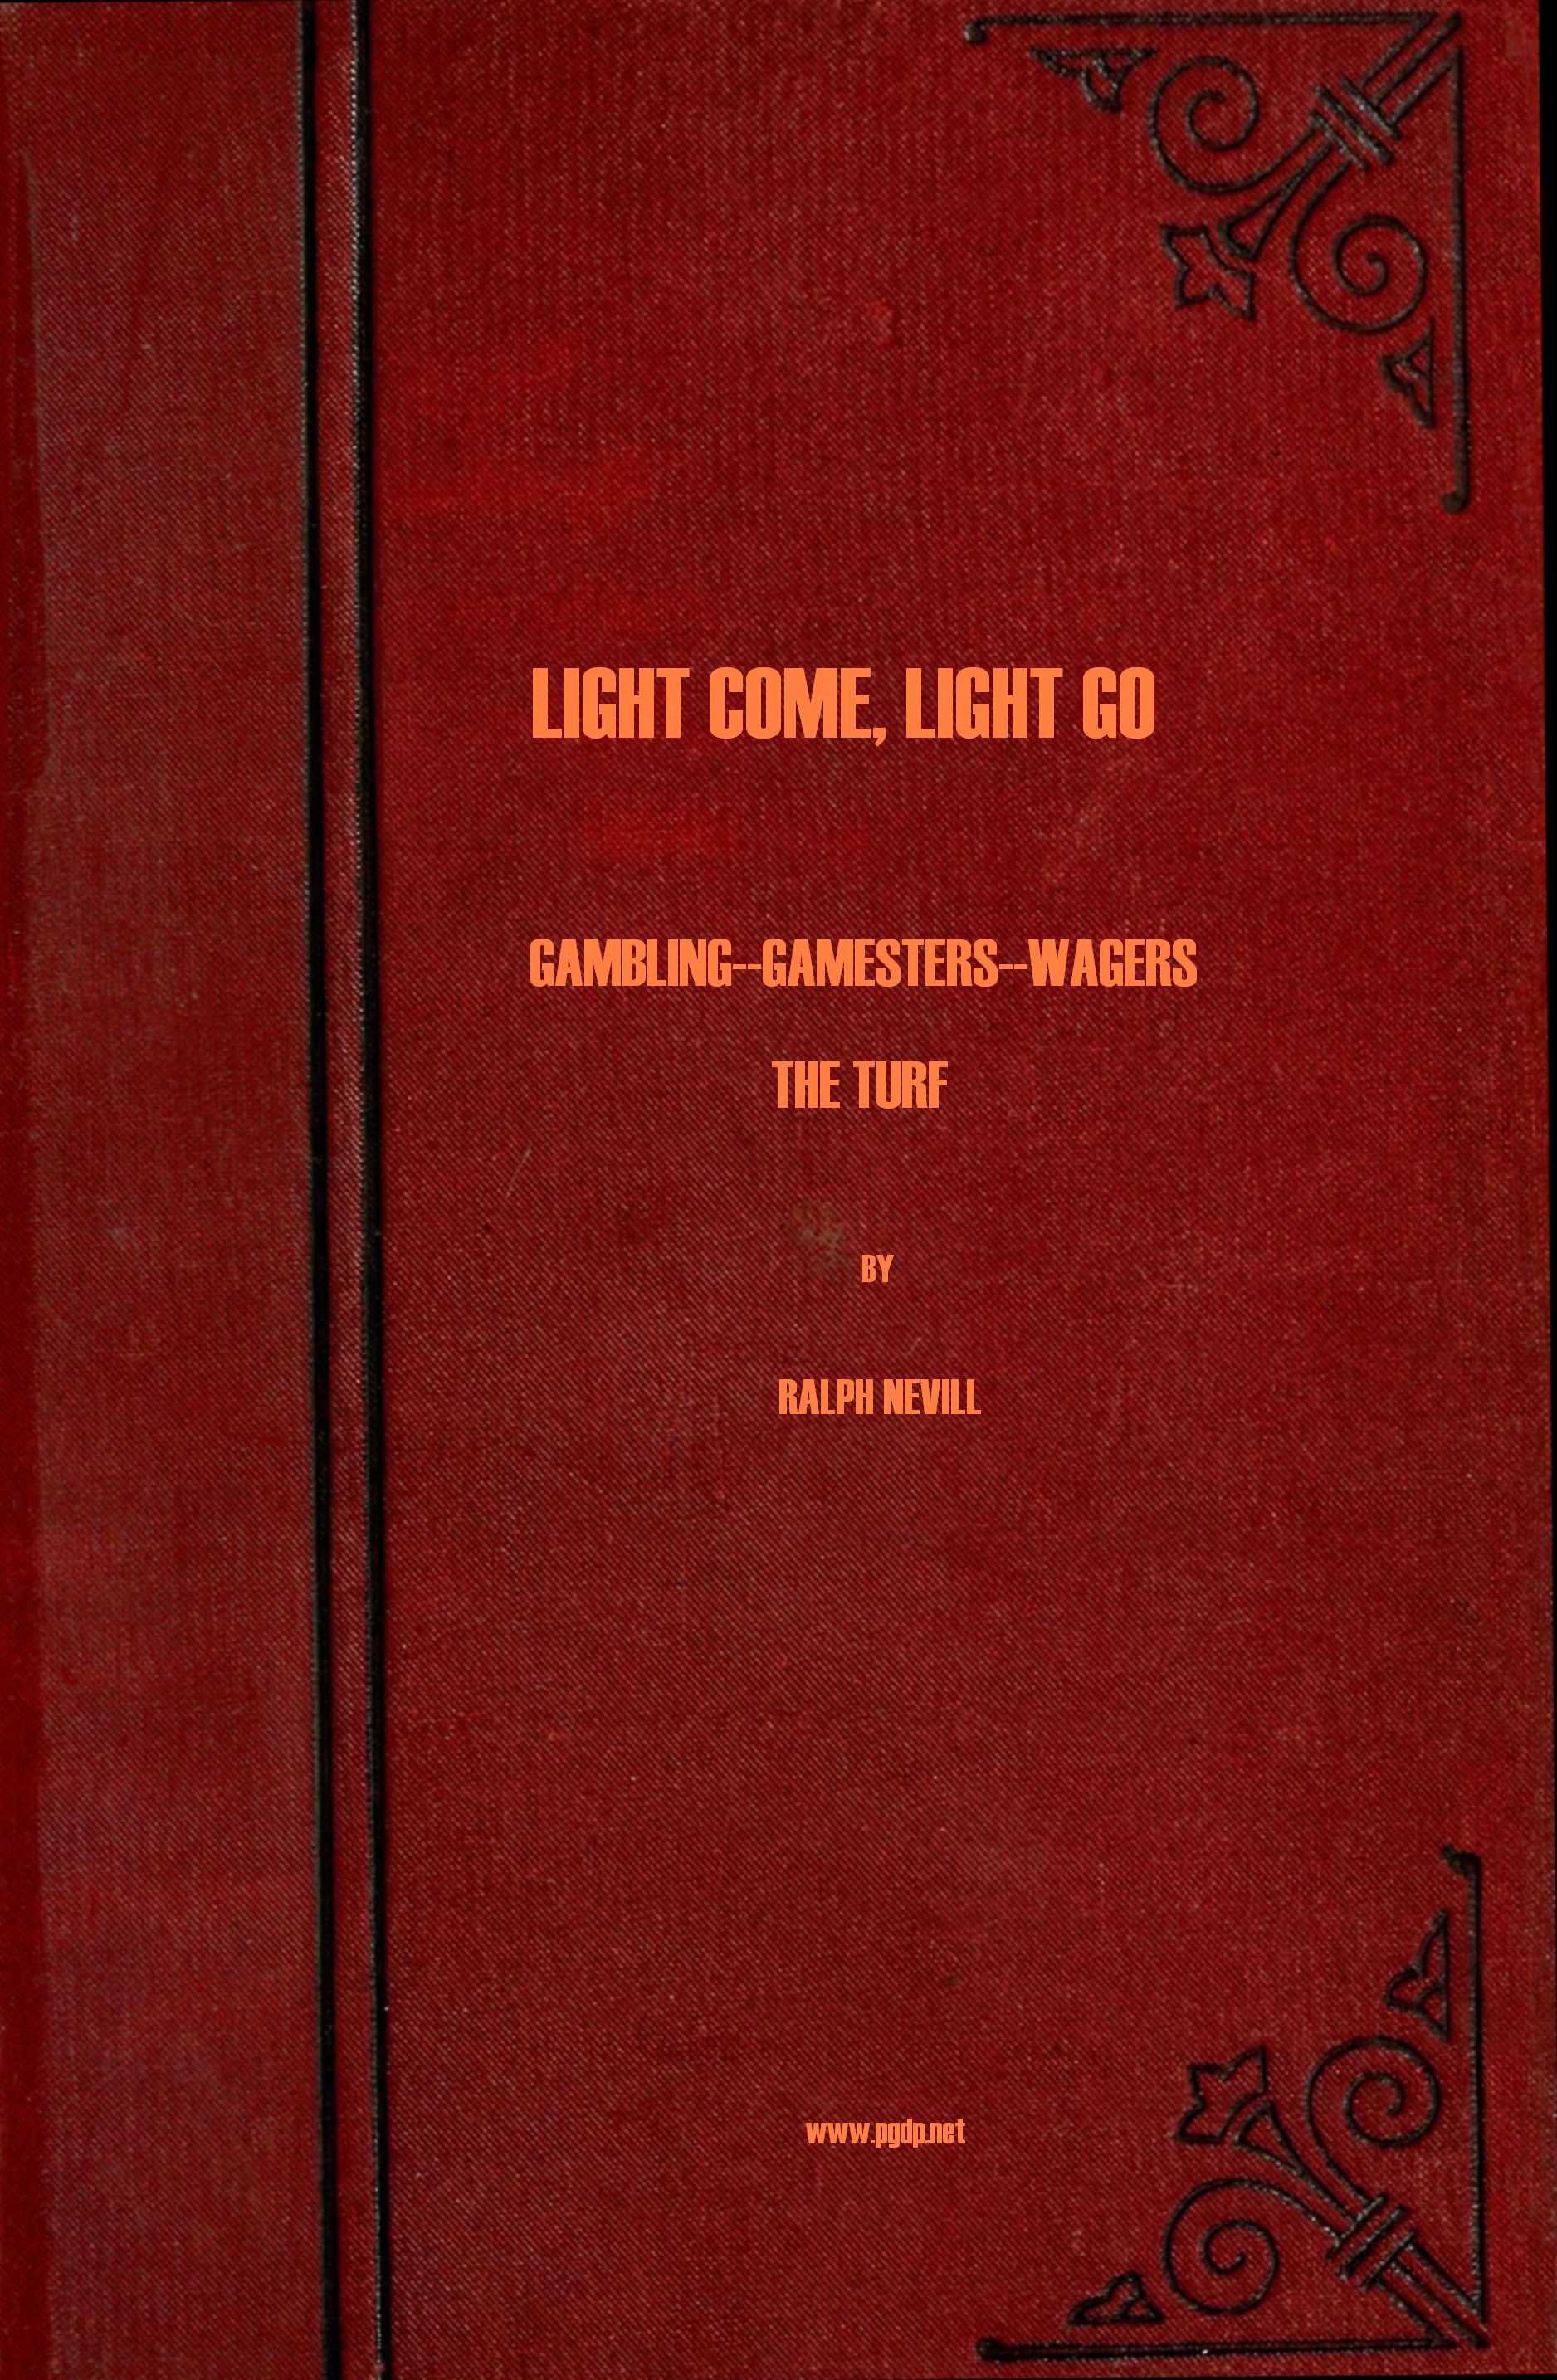 LIGHT COME, LIGHT GO
GAMBLING--GAMESTERS--WAGERS
THE TURF
BY
RALPH NEVILL
www.pgdp.net